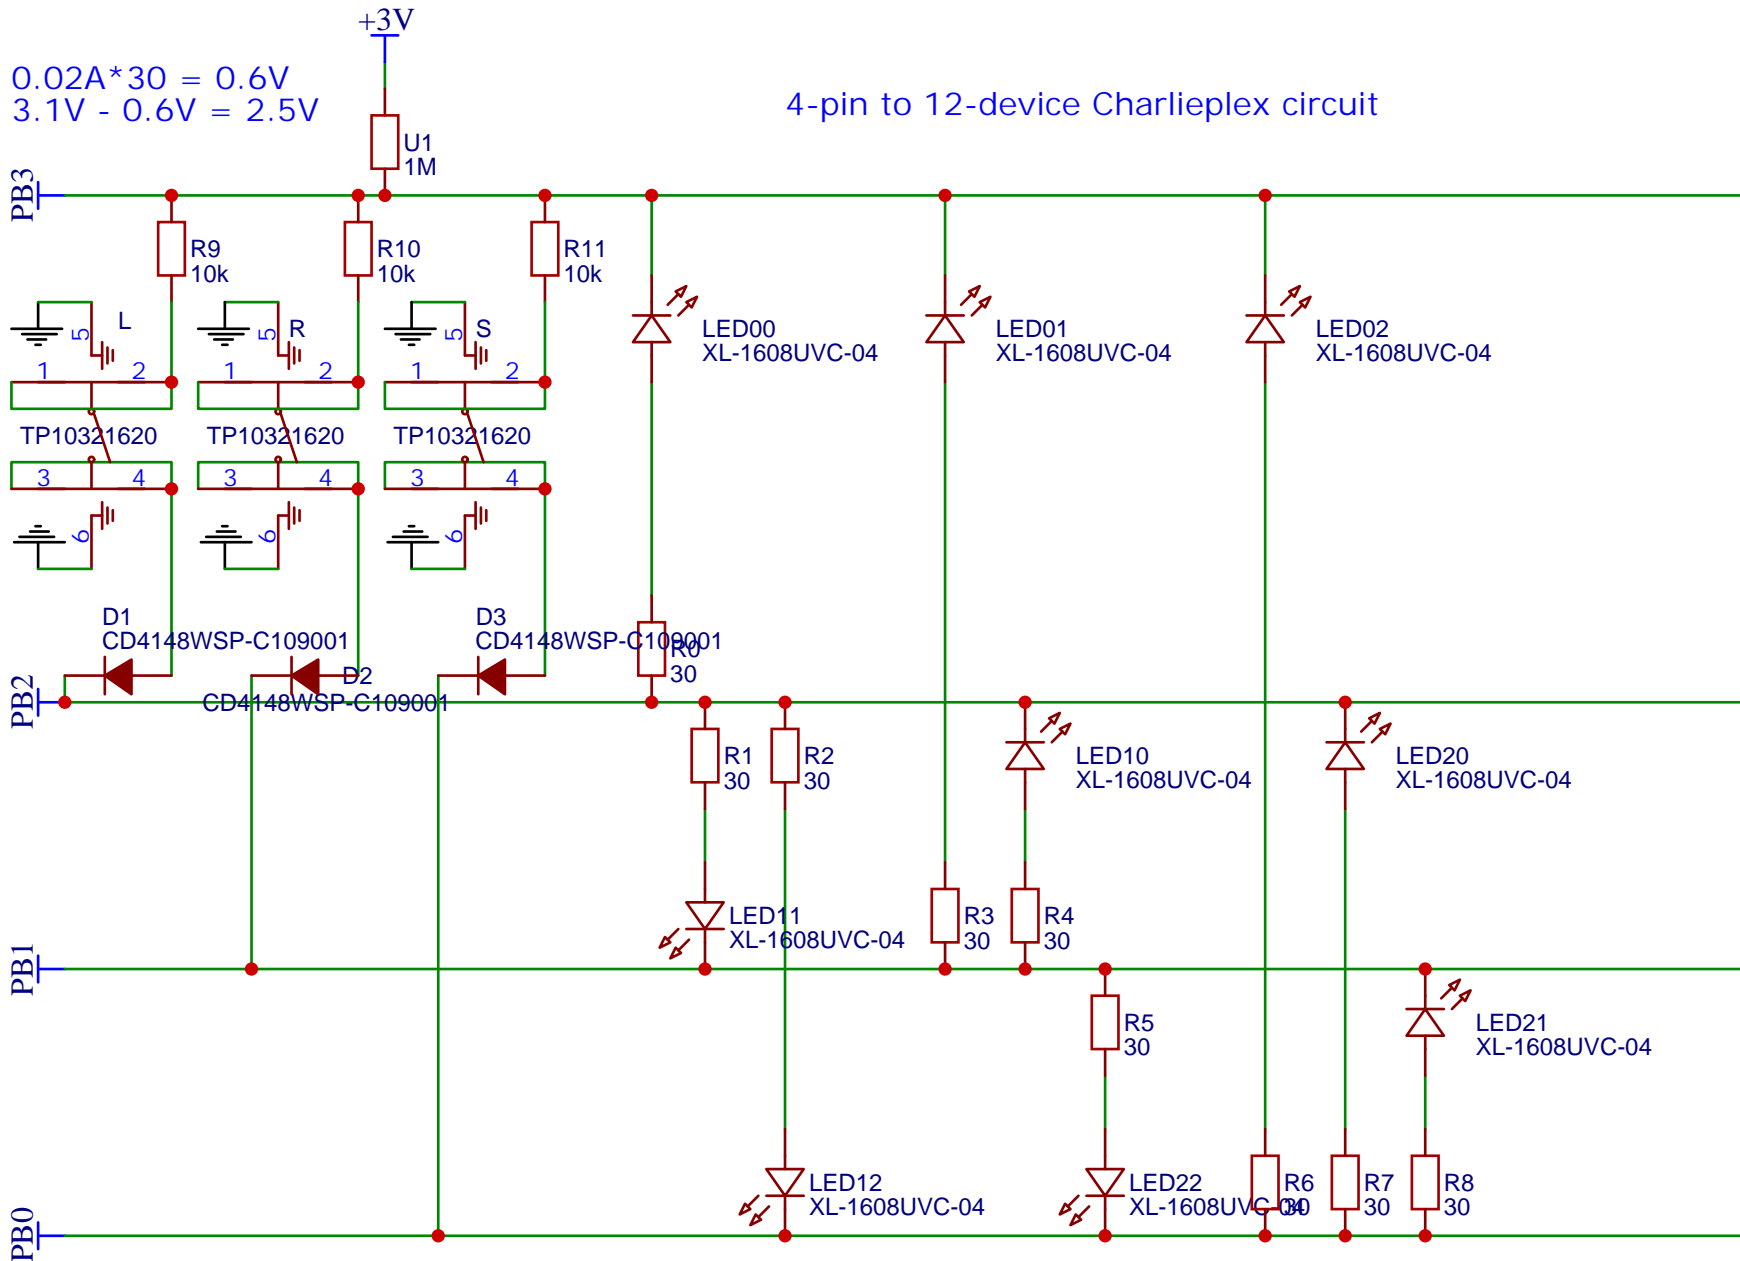 +3V
0.02A*30 = 0.6V
3.1V - 0.6V = 2.5V
4-pin to 12-device Charlieplex circuit
U1
1M
PB3
R9
10k
R10
10k
R11
10k
L
5
R
5
S
5
LED00
XL-1608UVC-04
LED01
XL-1608UVC-04
LED02
XL-1608UVC-04
1 2
1 2
1 2
TP10321620
TP10321620
TP10321620
3 4
3 4
3 4
6
6
6
D1
CD4148WSP-C109001
D3
CD4148WSP-C109001
R0
30
D2
CD4148WSP-C109001
PB2
R1
30
R2
30
LED10
XL-1608UVC-04
LED20
XL-1608UVC-04
LED11
XL-1608UVC-04
R3
30
R4
30
PB1
R5
30
LED21
XL-1608UVC-04
LED12
XL-1608UVC-04
LED22
XL-1608UVC-04
R6
30
R7
30
R8
30
PB0